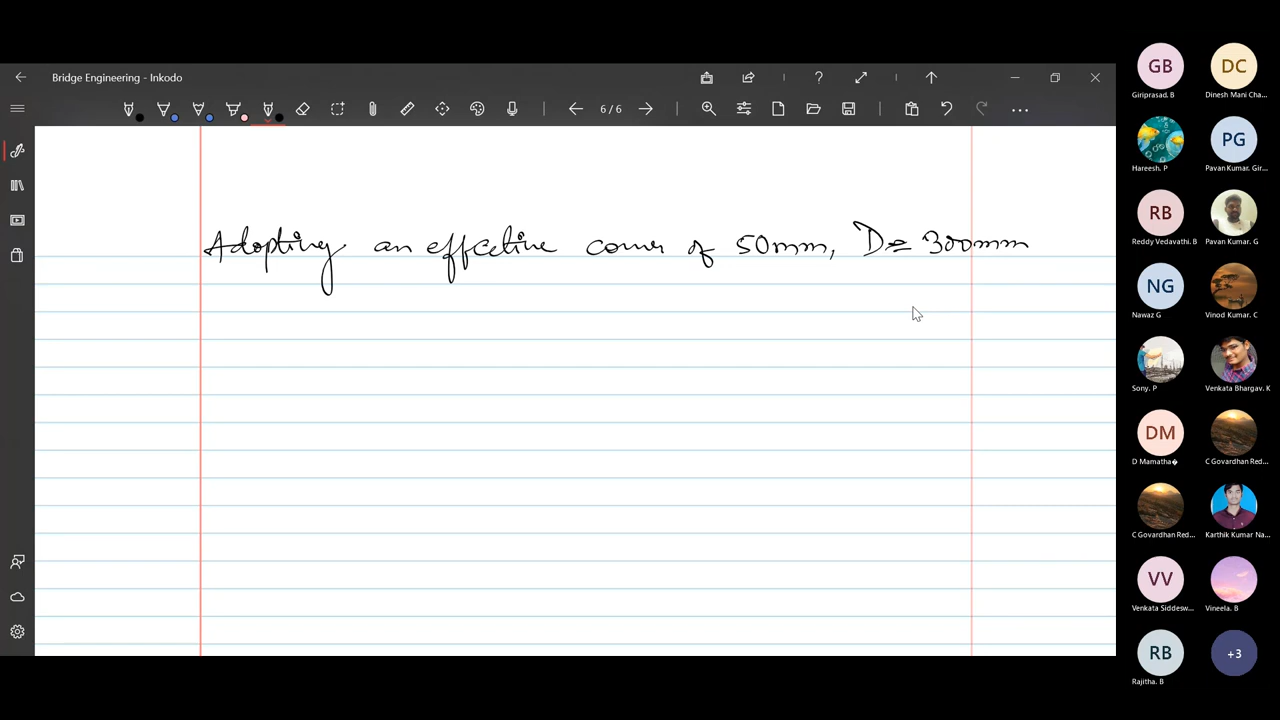 Bridge Engineering - Inkodo
6/6
Adopting an effective cover of 50mm, D = 300mm
GB
Giriprasad. B
DC
Dinesh Mani Cha...
Hareesh. P
PG
Pavan Kumar. Gir...
RB
Reddy Vedavathi. B
Pavan Kumar. G
NG
Nawaz G
Vinod Kumar. C
Sony. P
Venkata Bhargav. K
DM
D Mamatha�
C Govardhan Red...
C Govardhan Red...
Karthik Kumar Na...
VV
Venkata Siddesw...
Vineela. B
RB
Rajitha. B
+3